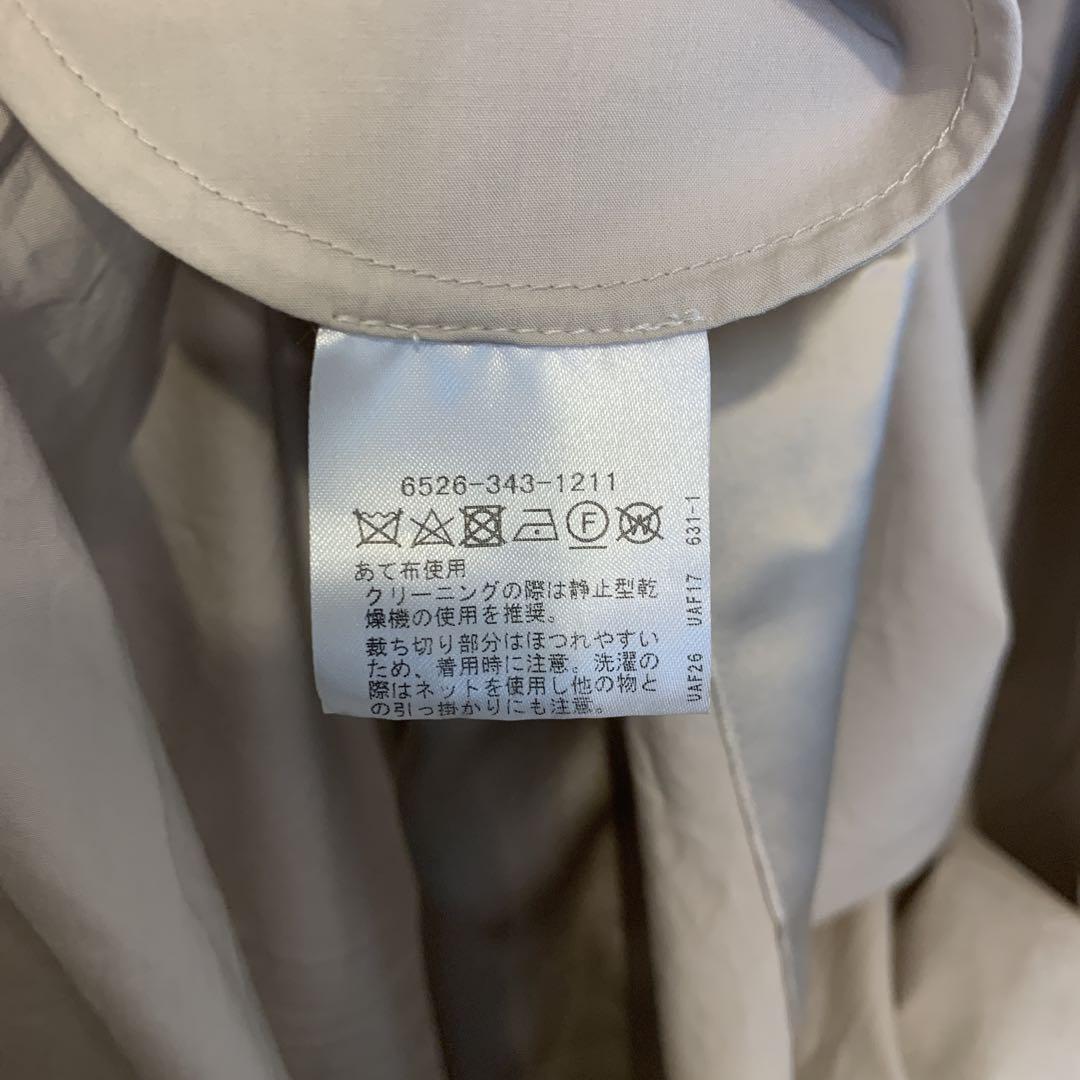 6526-343-1211
F W
あて布使用
クリーニングの際は静止型乾
燥機の使用を推奨。
裁ち切り部分はほつれやすい
ため、着用時に注意。洗濯の
際はネットを使用し他の物と
の引っ掛かりにも注意。
UAF26 UAF17 631-1